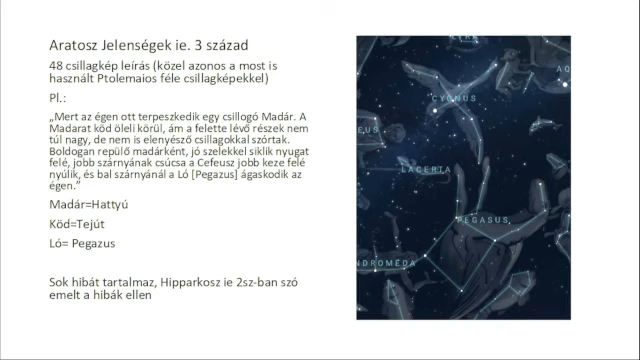 Aratosz Jelenségek ie. 3 század
48 csillagkép leírás (közel azonos a most is
használt Ptolemaios féle csillagképekkel)
Pl.:
„Mert az égen ott terpeszkedik egy csillogó Madár. A
Madarat köd öleli körül, ám a felette lévő részek nem
túl nagy, de nem is elenyésző csillagokkal szórtak.
Boldogan repülő madárként, jó szelekkel siklik nyugat
felé, jobb szárnyának csúcsa a Cefeusz jobb keze felé
nyúlik, és bal szárnyánál a Ló [Pegazus] ágaskodik az
égen.”
Madár=Hattyú
Köd=Tejút
Ló= Pegazus
Sok hibát tartalmaz, Hipparkosz ie 2sz-ban szó
emelt a hibák ellen
LYRA
AQ
CYGNUS
EUS
LACERTA
PEGASUS
NDROMEDA